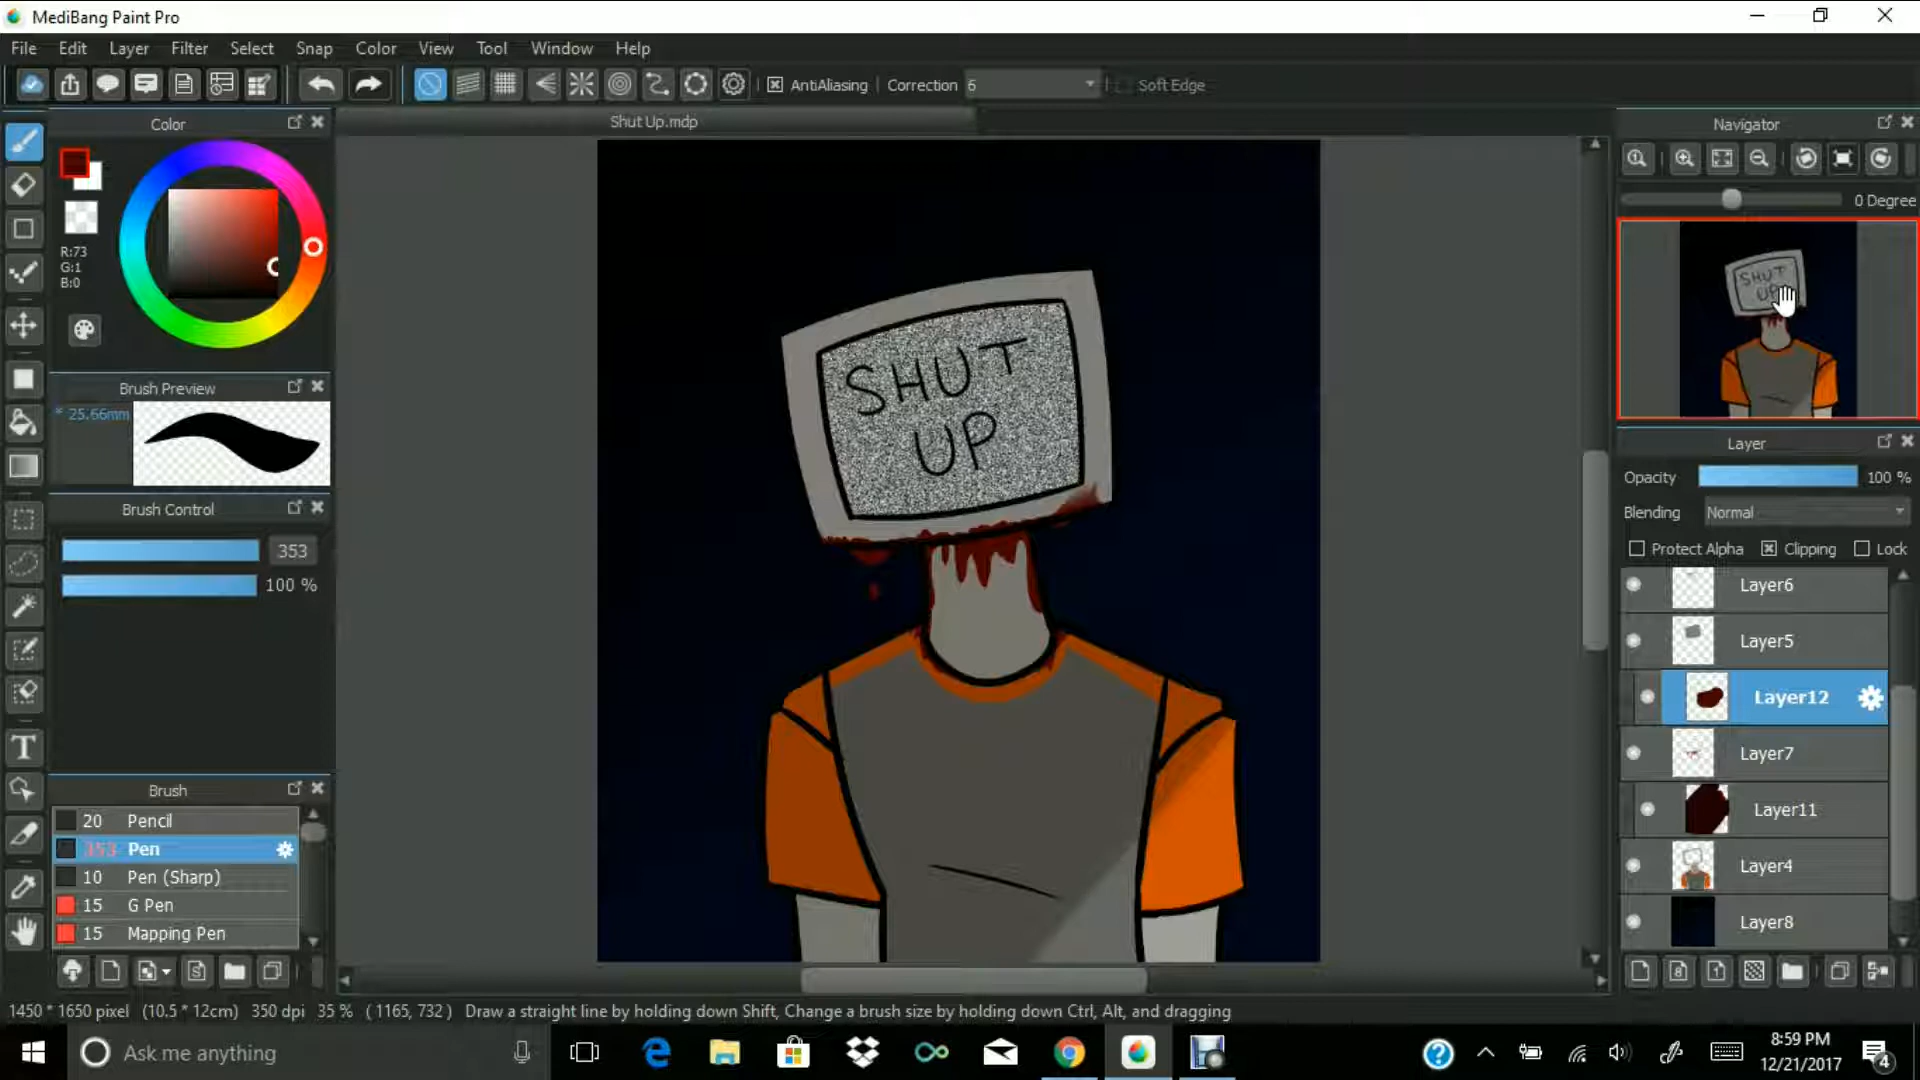 MediBang Paint Pro
File Edit Layer Filter Select Snap Color View Tool Window Help
AntiAliasing Correction 6 Soft Edge
Color
Shut Up.mdp
Navigator
R:73
G:1
B:0
0 Degree
SHUT
UP
SHUT
UP
Brush Preview
* 25.66mm
Layer
Opacity 100 %
Blending Normal
Protect Alpha Clipping Lock
Brush Control
353
100 %
Layer6
Layer5
Layer12
Layer7
Layer11
Layer4
Layer8
Brush
20 Pencil
353 Pen
10 Pen (Sharp)
15 G Pen
15 Mapping Pen
1450 * 1650 pixel (10.5 * 12cm) 350 dpi 35 % ( 1165, 732 ) Draw a straight line by holding down Shift, Change a brush size by holding down Ctrl, Alt, and dragging
Ask me anything
8:59 PM
12/21/2017
4